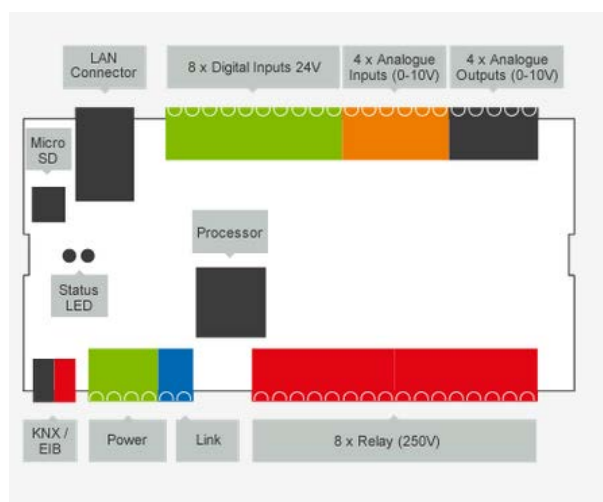 LAN
Connector
8 x Digital Inputs 24V
4 x Analogue
Inputs (0-10V)
4 x Analogue
Outputs (0-10V)
Micro
SD
Processor
Status
LED
KNX /
EIB
Power
Link
8 x Relay (250V)